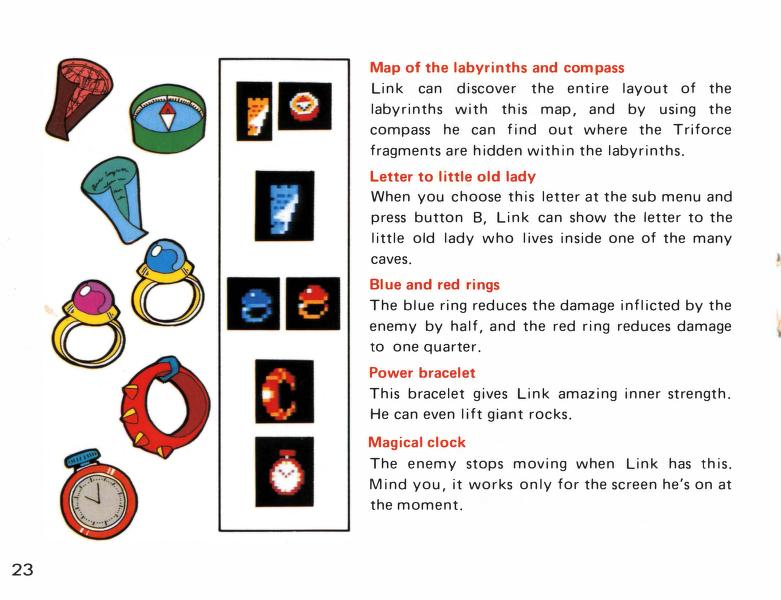 Map of the labyrinths and compass
Link can discover the entire layout of the
labyrinths with this map, and by using the
compass he can find out where the Triforce
fragments are hidden within the labyrinths.
Letter to little old lady
When you choose this letter at the sub menu and
press button B, Link can show the letter to the
little old lady who lives inside one of the many
caves.
Blue and red rings
The blue ring reduces the damage inflicted by the
enemy by half, and the red ring reduces damage
to one quarter.
Power bracelet
This bracelet gives Link amazing inner strength.
He can even lift giant rocks.
Magical clock
The enemy stops moving when Link has this.
Mind you, it works only for the screen he's on at
the moment.
23